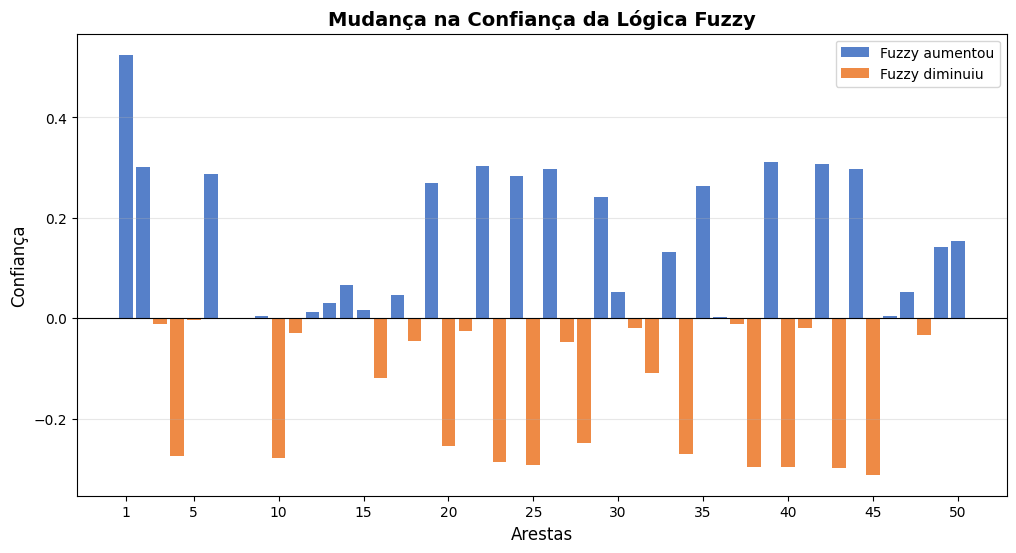 Mudança na Confiança da Lógica Fuzzy
Fuzzy aumentou
Fuzzy diminuiu
Confiança
0.4
0.2
0.0
−0.2
1 5 10 15 20 25 30 35 40 45 50
Arestas